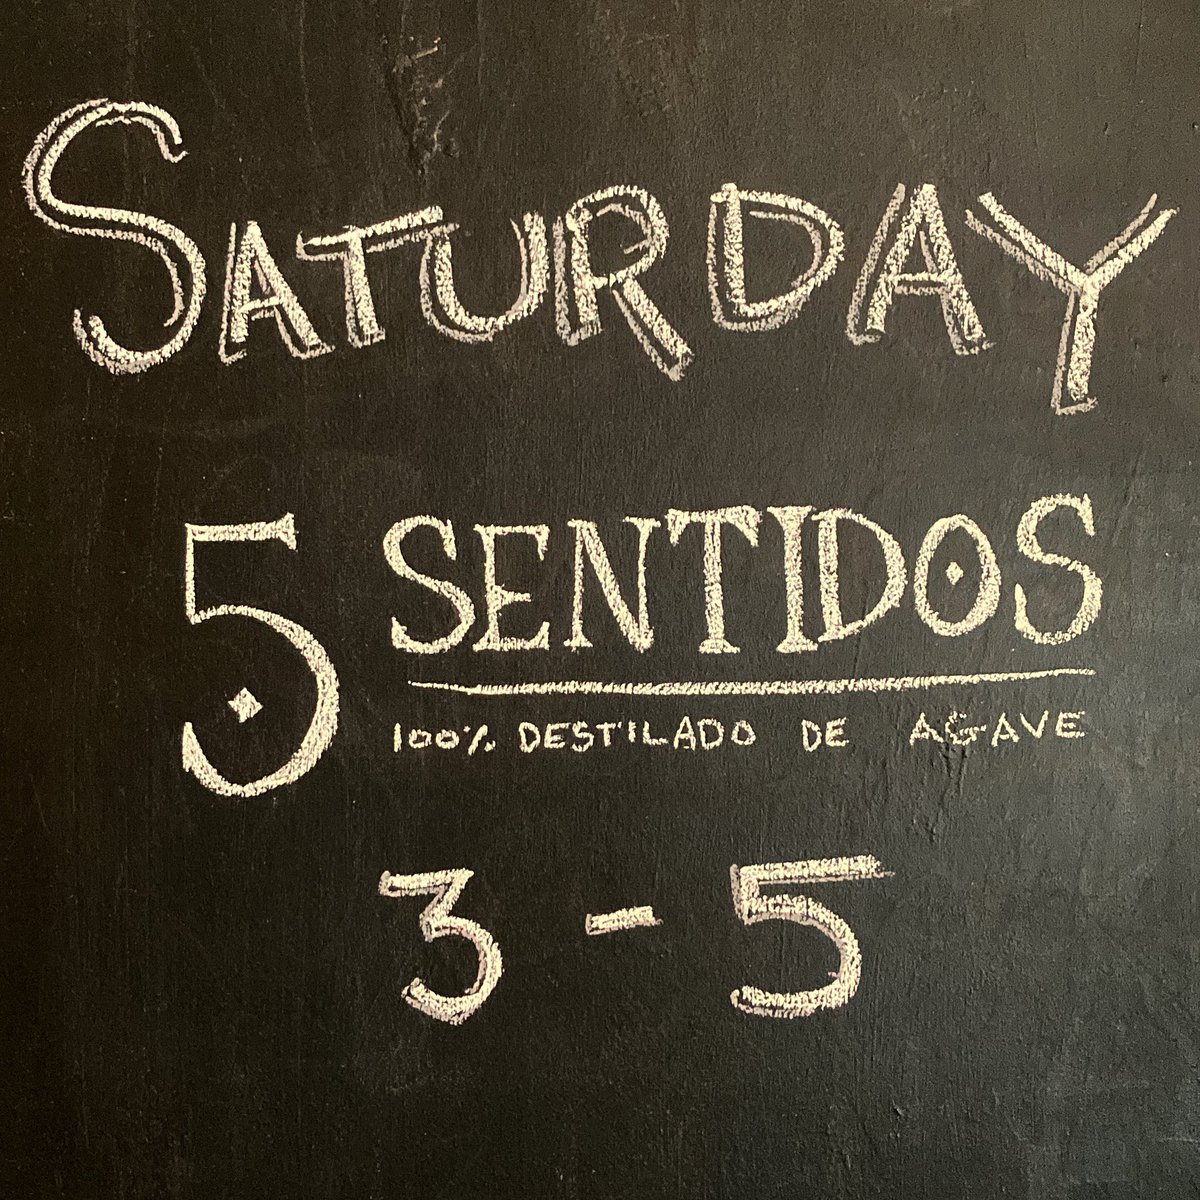 SATURDAY
5 SENTIDOS
100% DESTILADO DE AGAVE
3 - 5